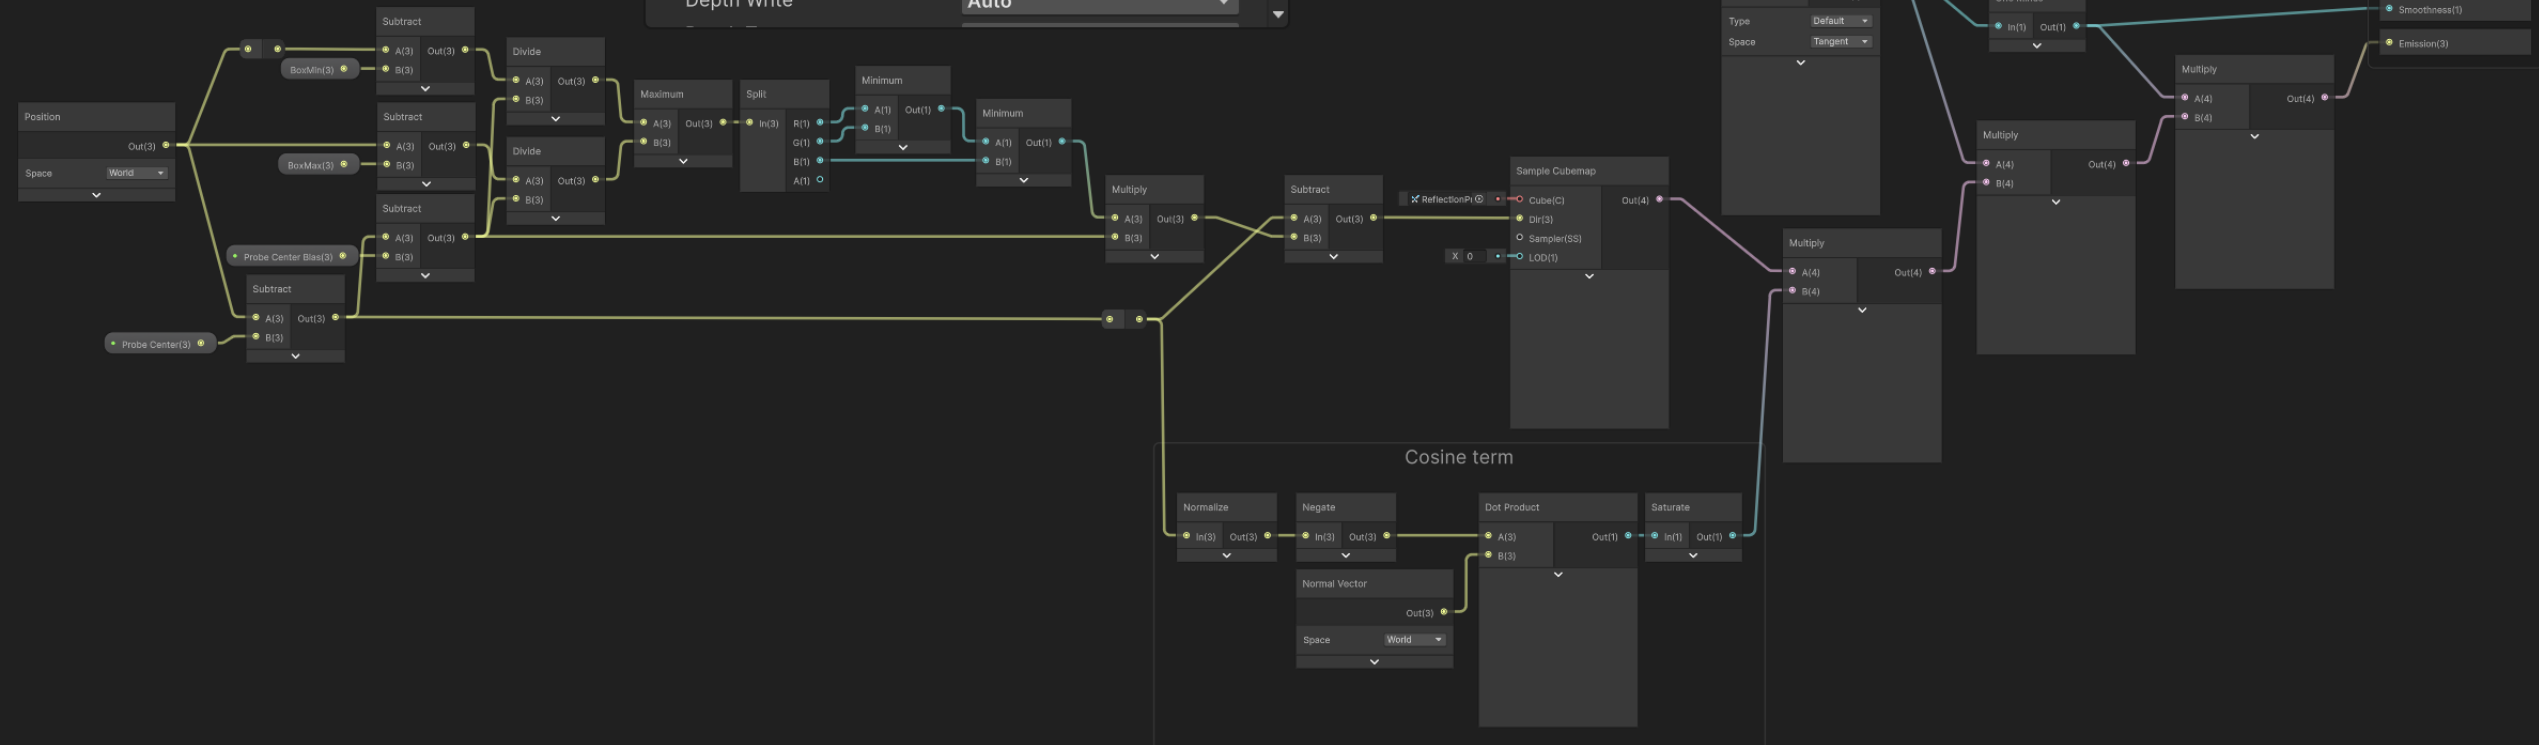 Depth Write
Auto
Subtract
A(3) Out(3)
B(3)
BoxMin(3)
Divide
A(3) Out(3)
B(3)
Position
Out(3)
Space World
Subtract
A(3) Out(3)
B(3)
BoxMax(3)
Divide
A(3) Out(3)
B(3)
Subtract
A(3) Out(3)
B(3)
Probe Center Bias(3)
Subtract
A(3) Out(3)
B(3)
Probe Center(3)
Maximum
A(3) Out(3)
B(3)
Split
In(3) R(1)
G(1)
B(1)
A(1)
Minimum
A(1) Out(1)
B(1)
Minimum
A(1) Out(1)
B(1)
Multiply
A(3) Out(3)
B(3)
Subtract
A(3) Out(3)
B(3)
ReflectionPr
X 0
Sample Cubemap
Cube(C) Out(4)
Dir(3)
Sampler(SS)
LOD(1)
Type Default
Space Tangent
Multiply
A(4) Out(4)
B(4)
In(1) Out(1)
Multiply
A(4) Out(4)
B(4)
Multiply
A(4) Out(4)
B(4)
Smoothness(1)
Emission(3)
Cosine term
Normalize
In(3) Out(3)
Negate
In(3) Out(3)
Normal Vector
Out(3)
Space World
Dot Product
A(3) Out(1)
B(3)
Saturate
In(1) Out(1)